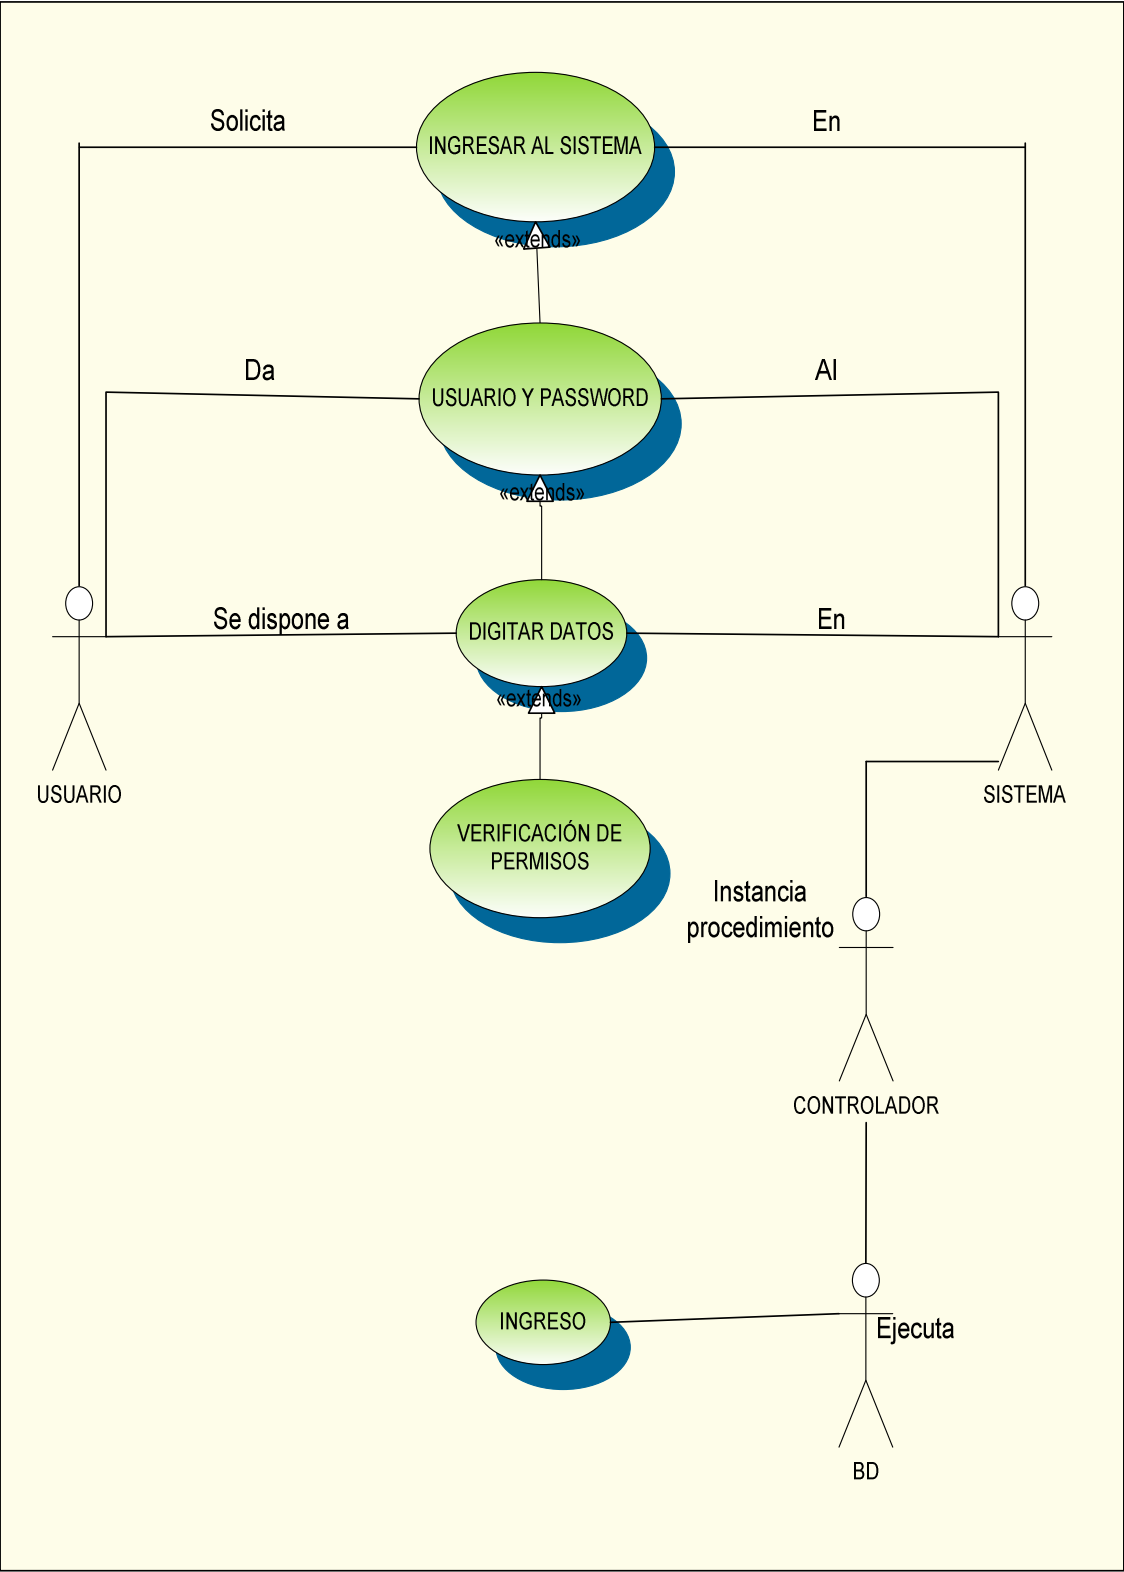 Solicita
En
INGRESAR AL SISTEMA
«extends»
Da
Al
USUARIO Y PASSWORD
«extends»
Se dispone a
En
DIGITAR DATOS
«extends»
USUARIO
SISTEMA
VERIFICACIÓN DE
PERMISOS
Instancia
procedimiento
CONTROLADOR
INGRESO
Ejecuta
BD